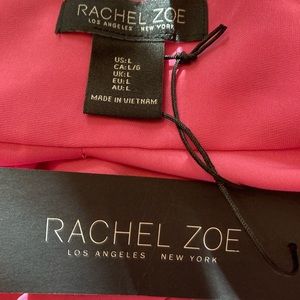 RACHEL ZOE
LOS ANGELES NEW YORK
US: L
CA: L/G
UK: L
EU: L
AU: L
MADE IN VIETNAM
RACHEL ZOE
LOS ANGELES NEW YORK